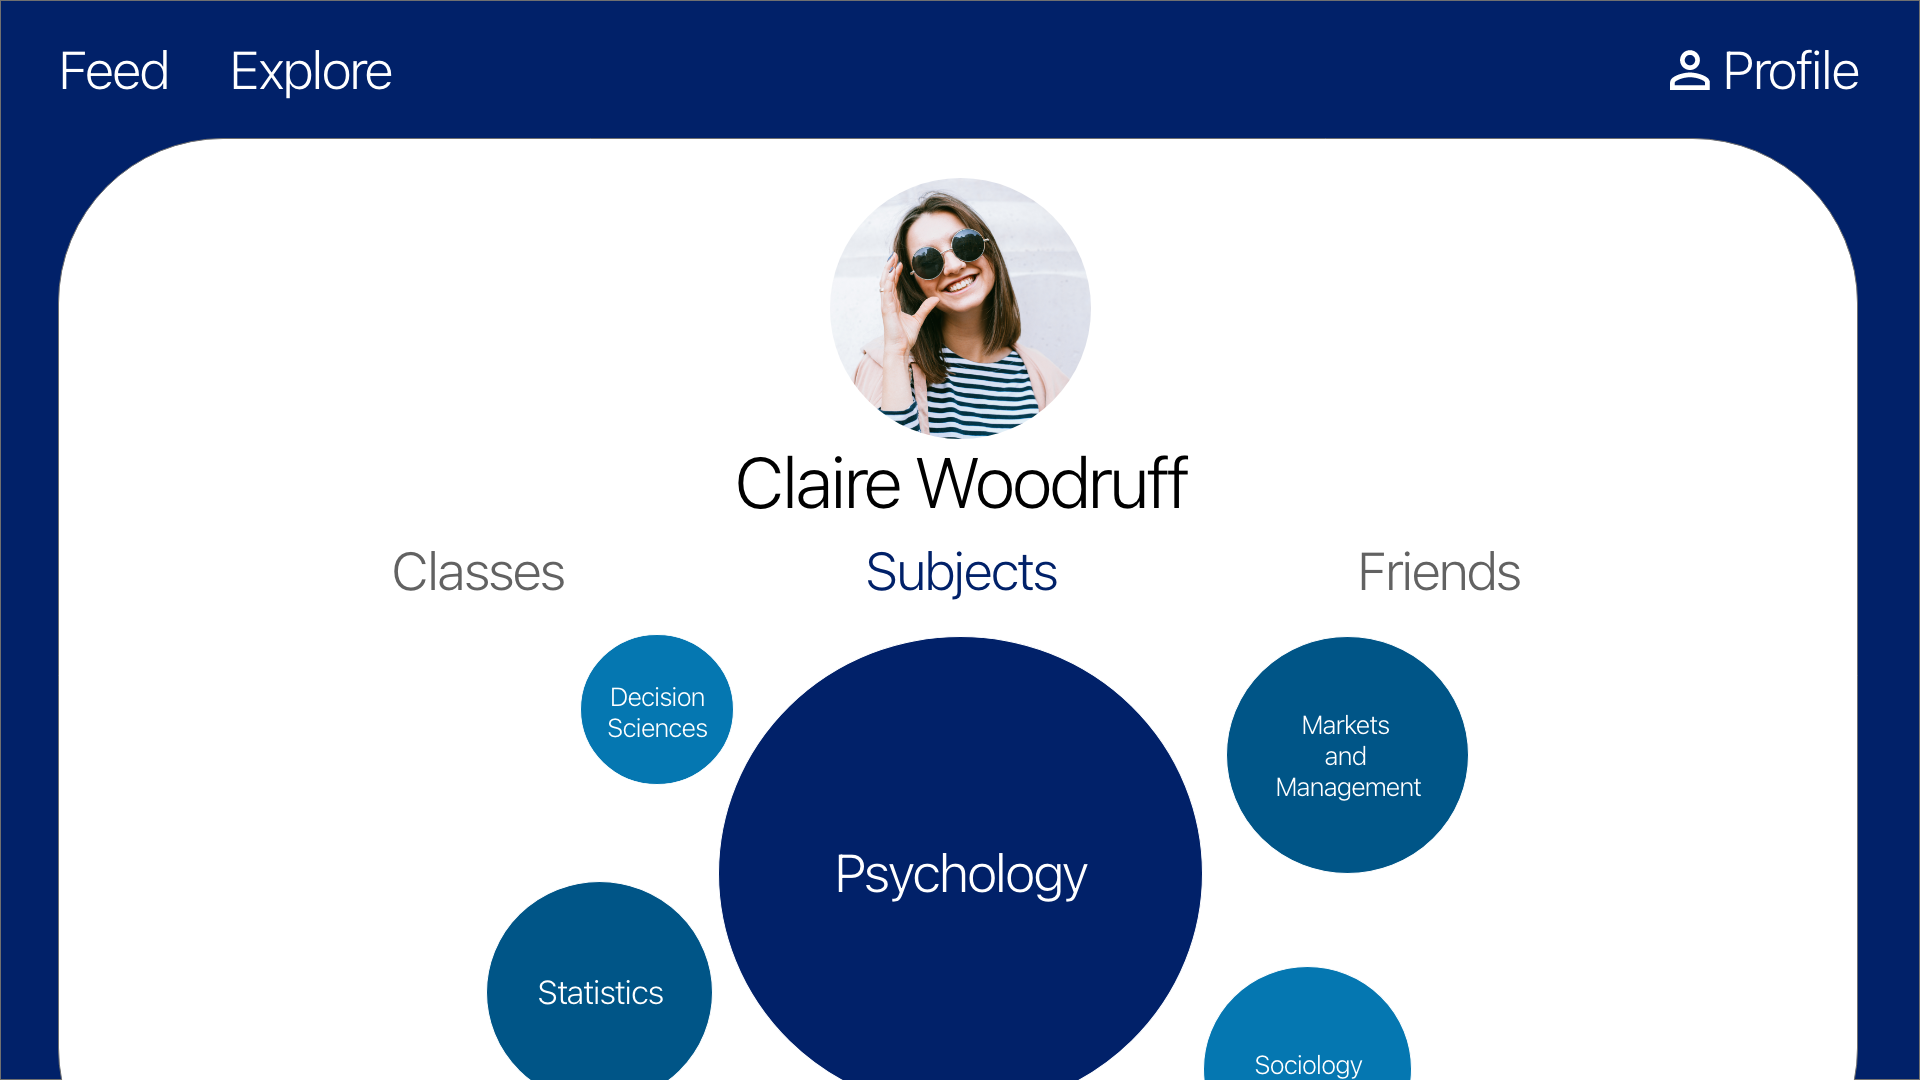 Feed
Explore
Profile
Claire Woodruff
Classes
Subjects
Friends
Decision
Sciences
Markets
and
Management
Psychology
Statistics
Sociology